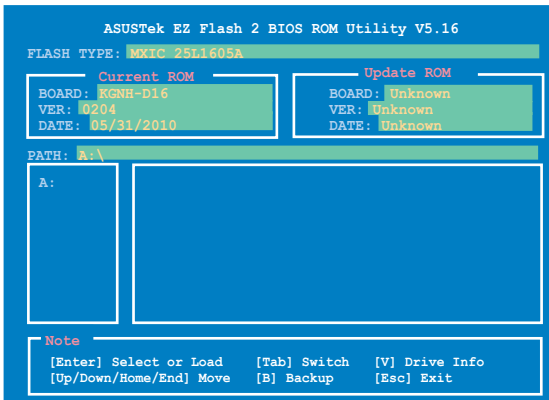 ASUSTek EZ Flash 2 BIOS ROM Utility V5.16
FLASH TYPE: MXIC 25L1605A
Current ROM
BOARD: KGNH-D16
VER: 0204
DATE: 05/31/2010
Update ROM
BOARD: Unknown
VER: Unknown
DATE: Unknown
PATH: A:\
A:
Note
[Enter] Select or Load [Tab] Switch [V] Drive Info
[Up/Down/Home/End] Move [B] Backup [Esc] Exit